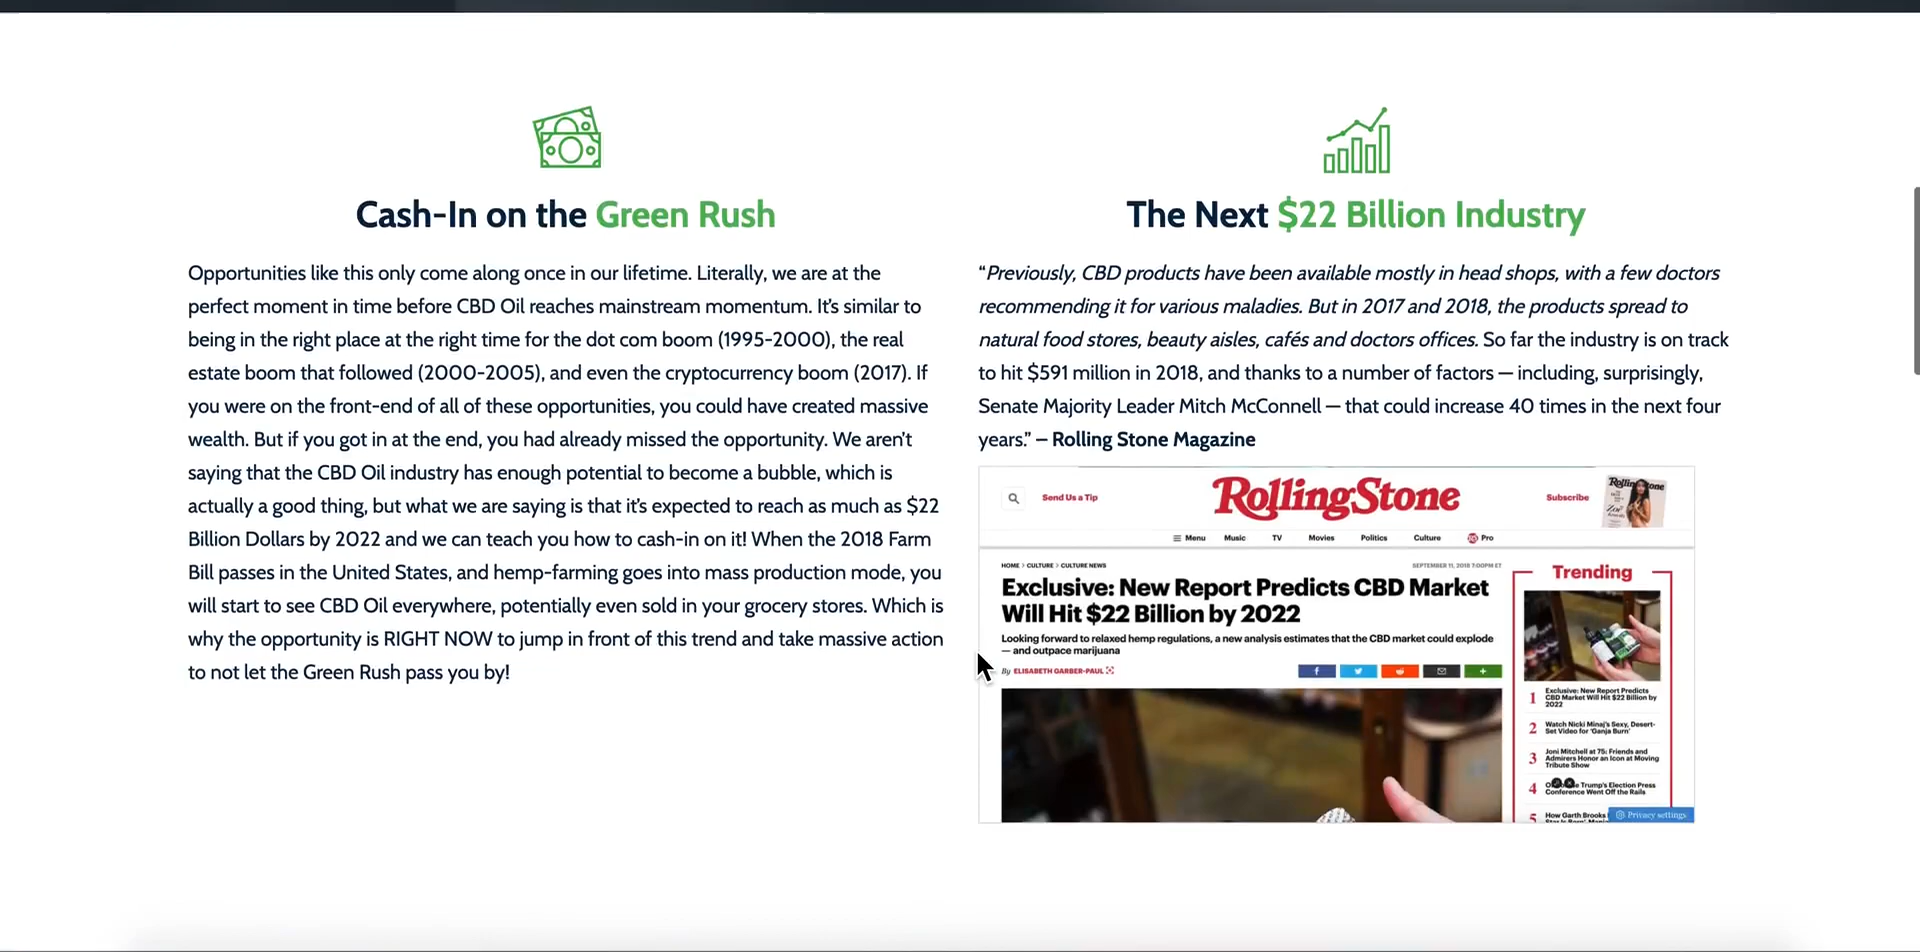 Cash-In on the Green Rush
Opportunities like this only come along once in our lifetime. Literally, we are at the
perfect moment in time before CBD Oil reaches mainstream momentum. It's similar to
being in the right place at the right time for the dot com boom (1995-2000), the real
estate boom that followed (2000-2005), and even the cryptocurrency boom (2017). If
you were on the front-end of all of these opportunities, you could have created massive
wealth. But if you got in at the end, you had already missed the opportunity. We aren't
saying that the CBD Oil industry has enough potential to become a bubble, which is
actually a good thing, but what we are saying is that it's expected to reach as much as $22
Billion Dollars by 2022 and we can teach you how to cash-in on it! When the 2018 Farm
Bill passes in the United States, and hemp-farming goes into mass production mode, you
will start to see CBD Oil everywhere, potentially even sold in your grocery stores. Which is
why the opportunity is RIGHT NOW to jump in front of this trend and take massive action
to not let the Green Rush pass you by!
The Next $22 Billion Industry
“Previously, CBD products have been available mostly in head shops, with a few doctors
recommending it for various maladies. But in 2017 and 2018, the products spread to
natural food stores, beauty aisles, cafés and doctors offices. So far the industry is on track
to hit $591 million in 2018, and thanks to a number of factors — including, surprisingly,
Senate Majority Leader Mitch McConnell — that could increase 40 times in the next four
years.” – Rolling Stone Magazine
Send Us a Tip
RollingStone
Subscribe
Menu Music TV Movies Politics Culture Pro
HOME > CULTURE > CULTURE NEWS
SEPTEMBER 11, 2018 7:00PM ET
Exclusive: New Report Predicts CBD Market
Will Hit $22 Billion by 2022
Looking forward to relaxed hemp regulations, a new analysis estimates that the CBD market could explode
— and outpace marijuana
By ELISABETH GARBER-PAUL
Trending
1 Exclusive: New Report Predicts
CBD Market Will Hit $22 Billion by
2022
2 Watch Nicki Minaj's Sexy, Desert-
Set Video for 'Ganja Burn'
3 Joni Mitchell at 75: Friends and
Admirers Honor an Icon at Moving
Tribute Show
4 Trump's Election Press
Conference Went Off the Rails
5 How Garth Brooks
Privacy settings